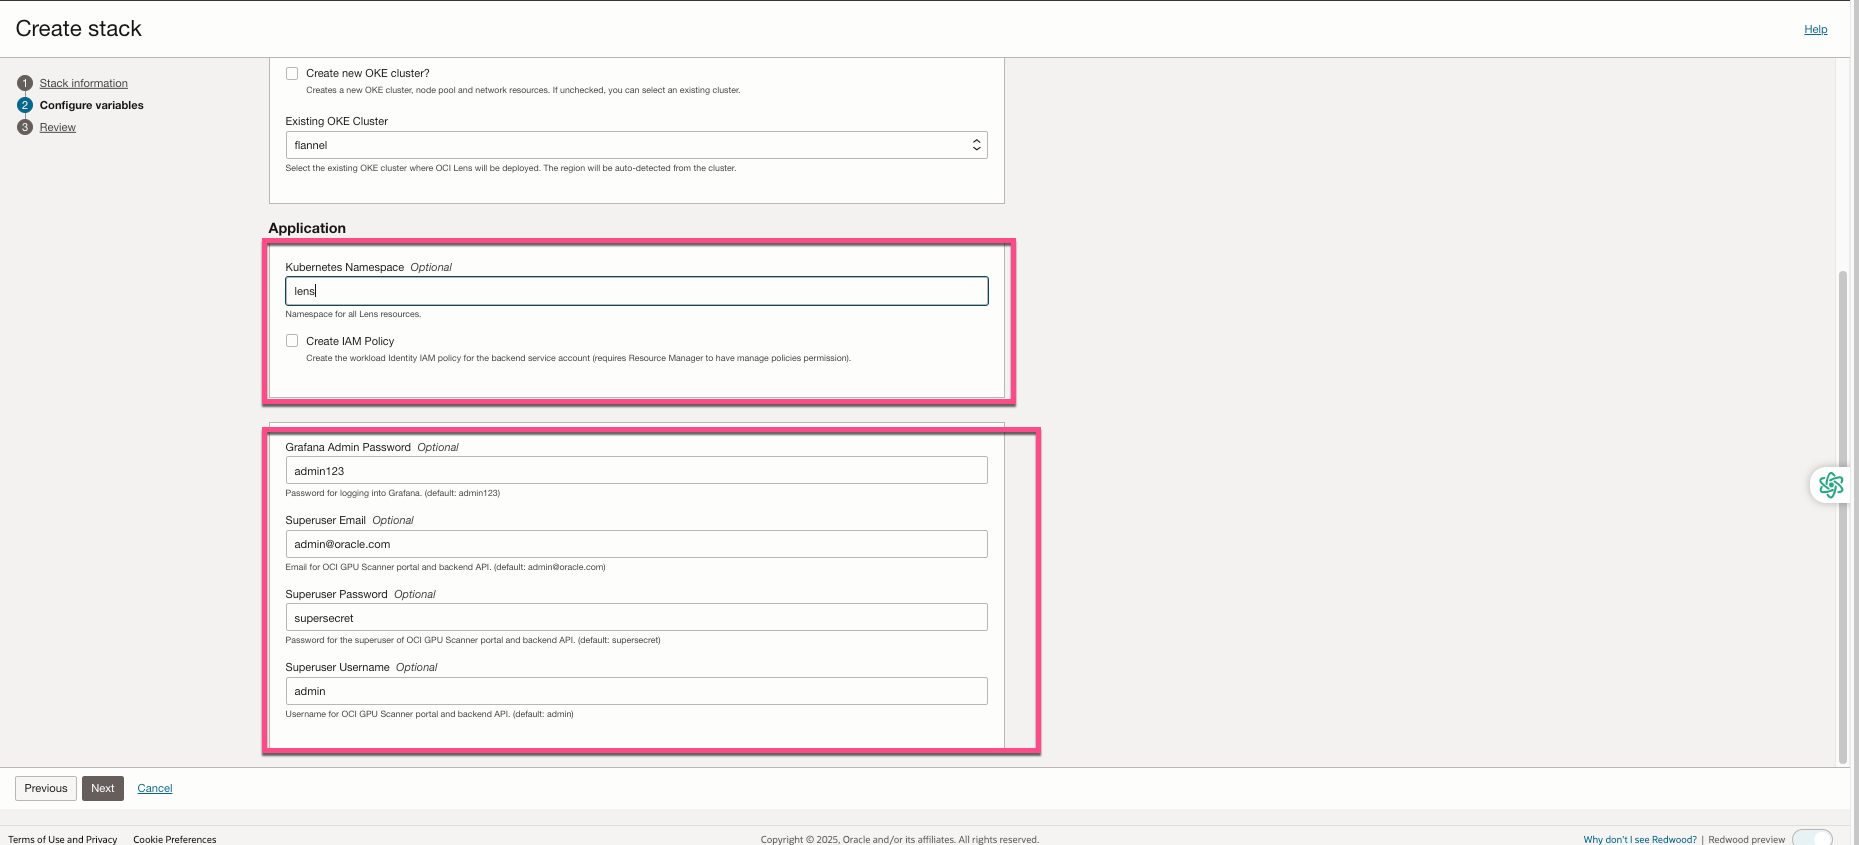 Create stack
Help
1 Stack information
2 Configure variables
3 Review
Create new OKE cluster?
Creates a new OKE cluster, node pool and network resources. If unchecked, you can select an existing cluster.
Existing OKE Cluster
flannel
Select the existing OKE cluster where OCI Lens will be deployed. The region will be auto-detected from the cluster.
Application
Kubernetes Namespace Optional
lens
Namespace for all Lens resources.
Create IAM Policy
Create the workload Identity IAM policy for the backend service account (requires Resource Manager to have manage policies permission).
Grafana Admin Password Optional
admin123
Password for logging into Grafana. (default: admin123)
Superuser Email Optional
admin@oracle.com
Email for OCI GPU Scanner portal and backend API. (default: admin@oracle.com)
Superuser Password Optional
supersecret
Password for the superuser of OCI GPU Scanner portal and backend API. (default: supersecret)
Superuser Username Optional
admin
Username for OCI GPU Scanner portal and backend API. (default: admin)
Previous Next Cancel
Terms of Use and Privacy Cookie Preferences Copyright © 2025, Oracle and/or its affiliates. All rights reserved. Why don't I see Redwood? | Redwood preview